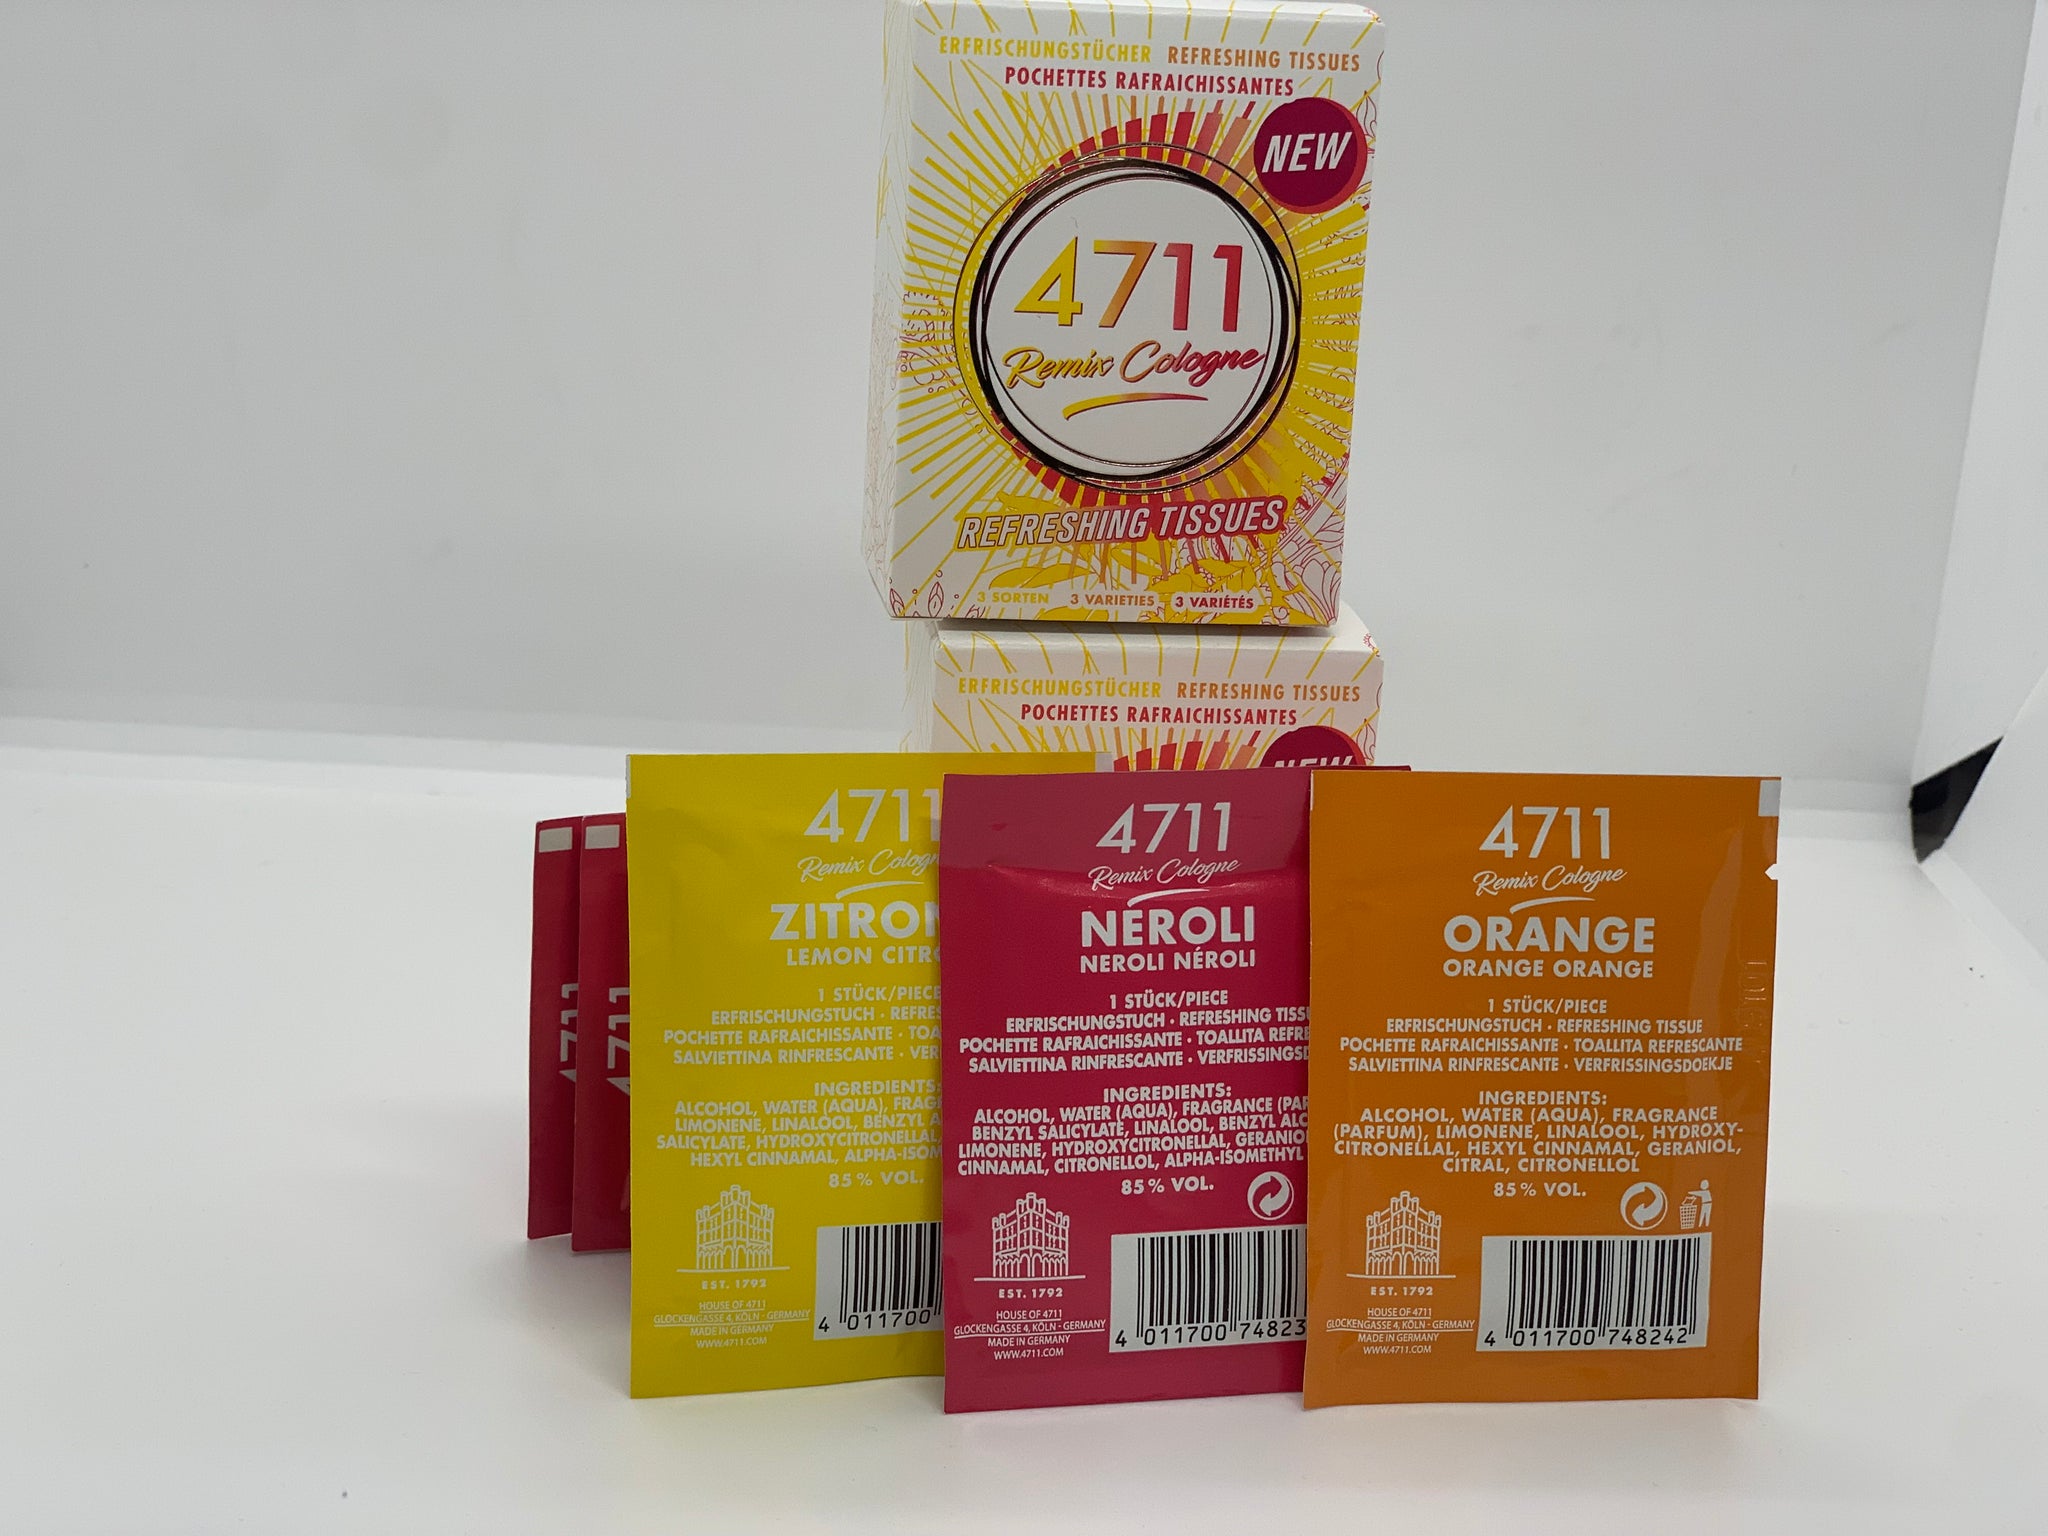 ERFRISCHUNGSTÜCHER REFRESHING TISSUES
POCHETTES RAFRAICHISSANTES
NEW
4711
Remix Cologne
REFRESHING TISSUES
3 SORTEN 3 VARIETIES 3 VARIÉTÉS
ERFRISCHUNGSTÜCHER REFRESHING TISSUES
POCHETTES RAFRAICHISSANTES
NEW
4711
4711
4711
Remix Cologne
ZITRON
LEMON CITRO
1 STÜCK/PIECE
ERFRISCHUNGSTUCH · REFRES
POCHETTE RAFRAICHISSANTE · TOA
SALVIETTINA RINFRESCANTE · VER
INGREDIENTS:
ALCOHOL, WATER (AQUA), FRAG
LIMONENE, LINALOOL, BENZYL A
SALICYLATE, HYDROXYCITRONELLAL,
HEXYL CINNAMAL, ALPHA-ISOM
85 % VOL.
EST. 1792
HOUSE OF 4711
GLOCKENGASSE 4, KÖLN - GERMANY
MADE IN GERMANY
WWW.4711.COM
4 011700
4711
Remix Cologne
NÉROLI
NEROLI NÉROLI
1 STÜCK/PIECE
ERFRISCHUNGSTUCH · REFRESHING TISSU
POCHETTE RAFRAICHISSANTE · TOALLITA REFRE
SALVIETTINA RINFRESCANTE · VERFRISSINGSD
INGREDIENTS:
ALCOHOL, WATER (AQUA), FRAGRANCE (PAR
BENZYL SALICYLATE, LINALOOL, BENZYL ALC
LIMONENE, HYDROXYCITRONELLAL, GERANIO
CINNAMAL, CITRONELLOL, ALPHA-ISOMETHYL
85 % VOL.
EST. 1792
HOUSE OF 4711
GLOCKENGASSE 4, KÖLN - GERMANY
MADE IN GERMANY
WWW.4711.COM
4 011700 74823
4711
Remix Cologne
ORANGE
ORANGE ORANGE
1 STÜCK/PIECE
ERFRISCHUNGSTUCH · REFRESHING TISSUE
POCHETTE RAFRAICHISSANTE · TOALLITA REFRESCANTE
SALVIETTINA RINFRESCANTE · VERFRISSINGSDOEKJE
INGREDIENTS:
ALCOHOL, WATER (AQUA), FRAGRANCE
(PARFUM), LIMONENE, LINALOOL, HYDROXY-
CITRONELLAL, HEXYL CINNAMAL, GERANIOL,
CITRAL, CITRONELLOL
85 % VOL.
EST. 1792
HOUSE OF 4711
GLOCKENGASSE 4, KÖLN - GERMANY
MADE IN GERMANY
WWW.4711.COM
4 011700 748242